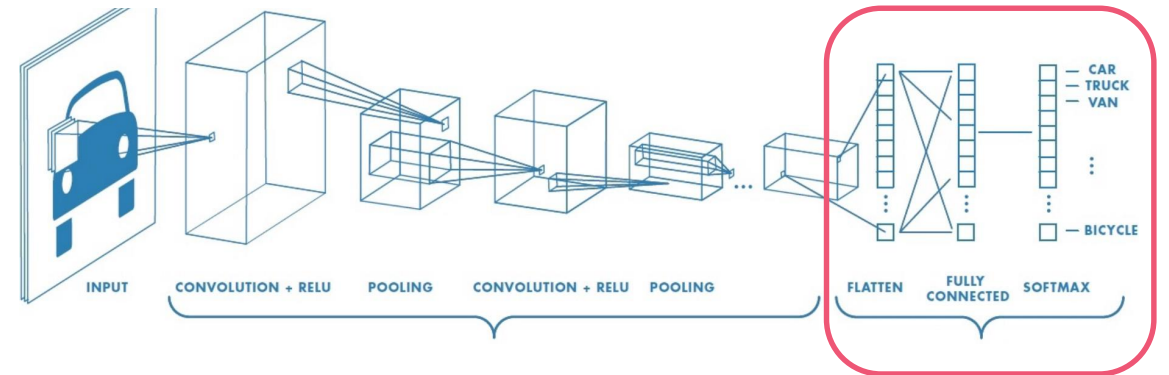 CAR
TRUCK
VAN
BICYCLE
INPUT
CONVOLUTION + RELU
POOLING
CONVOLUTION + RELU
POOLING
FLATTEN
FULLY
CONNECTED
SOFTMAX